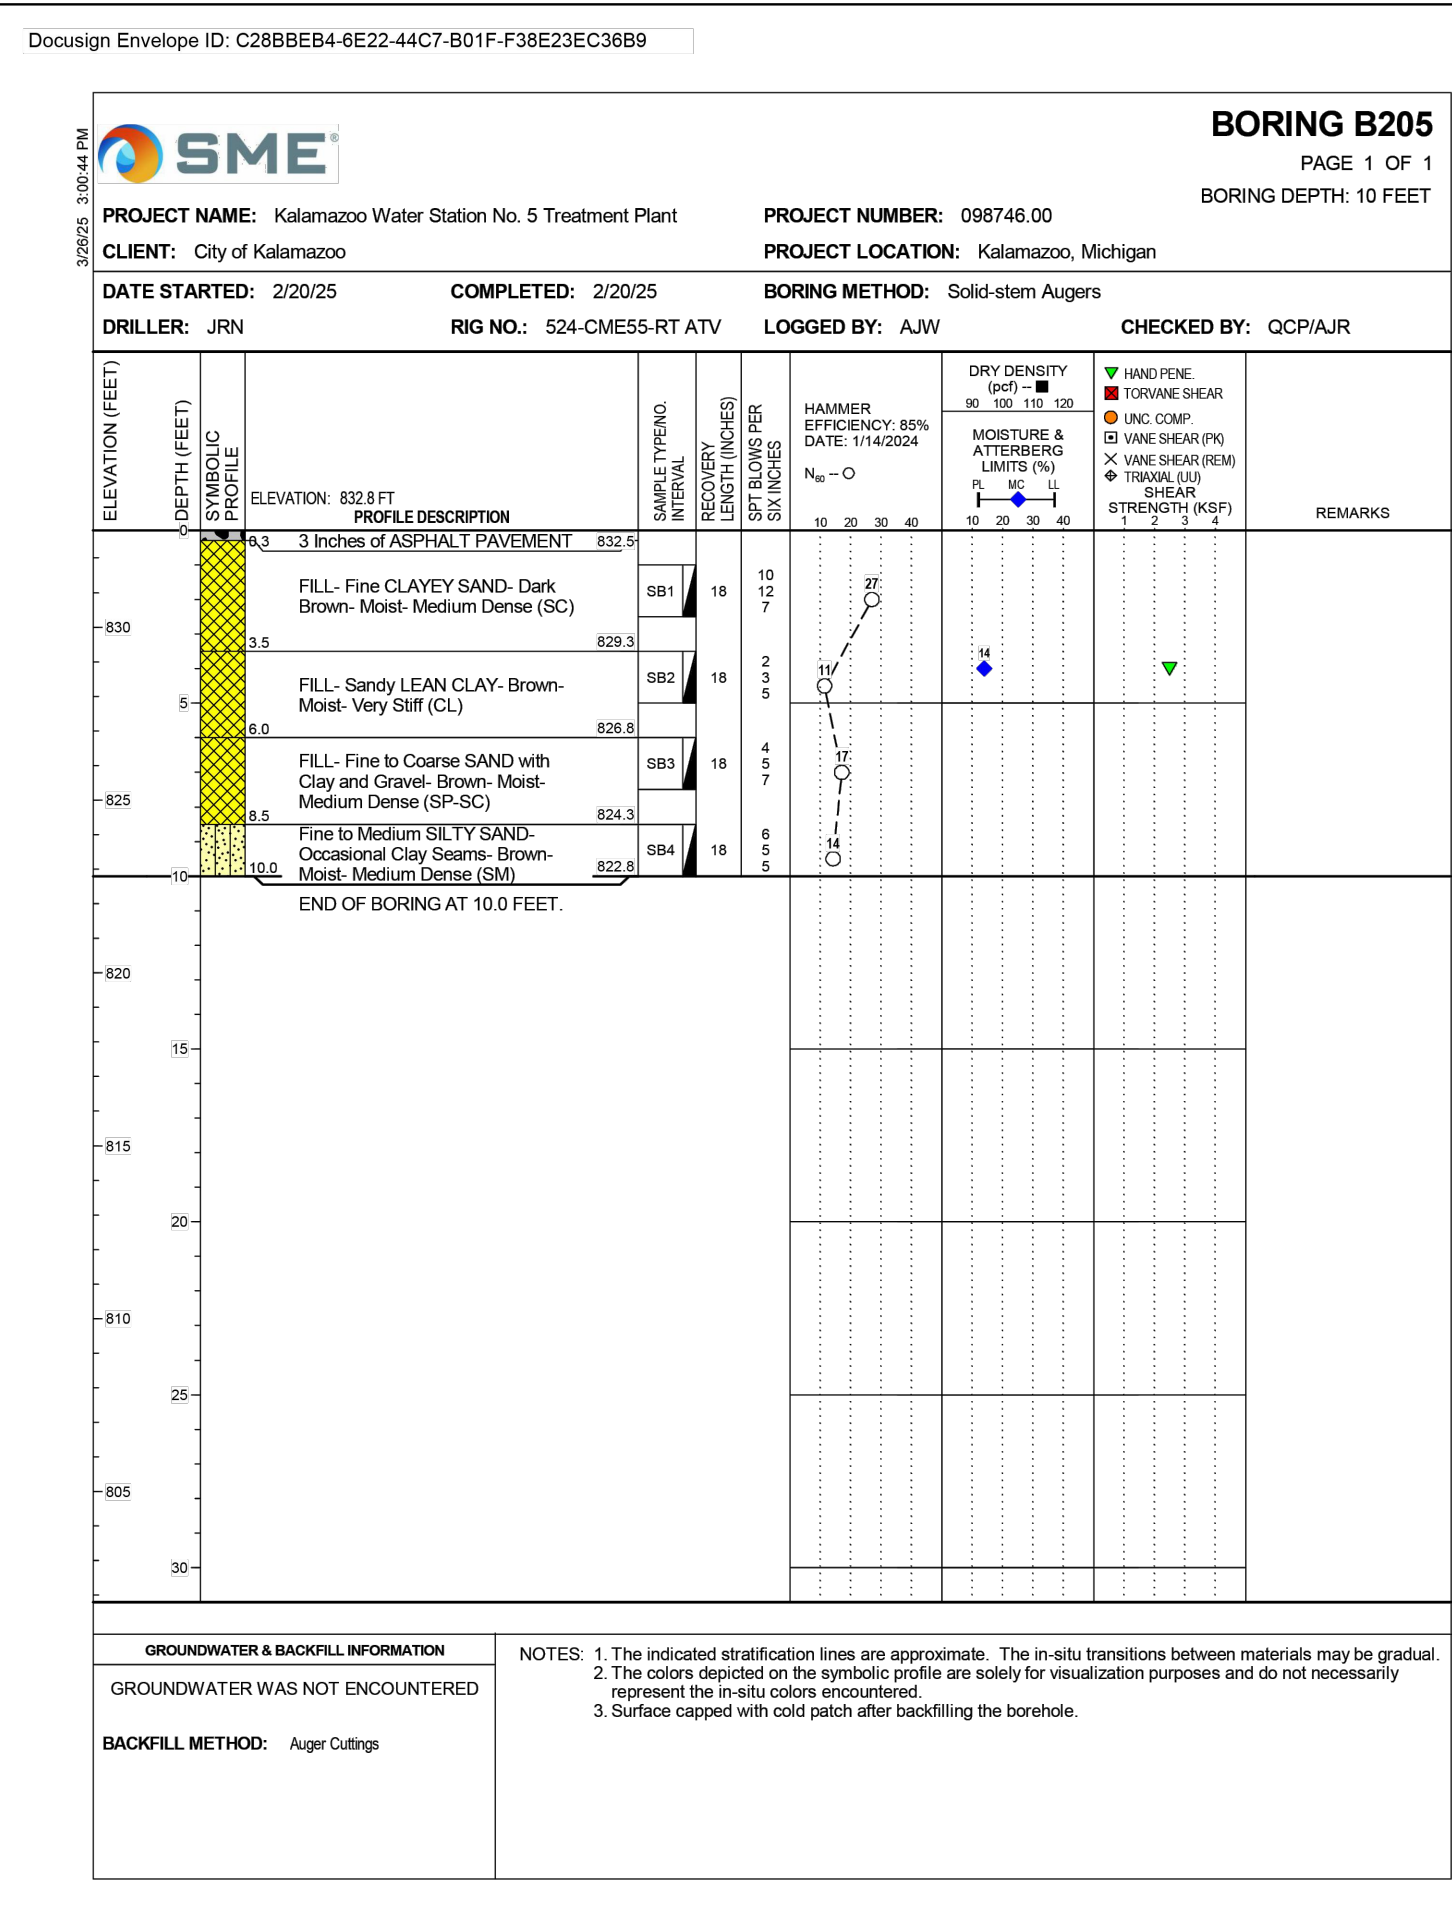 Docusign Envelope ID: C28BBEB4-6E22-44C7-B01F-F38E23EC36B9
3/26/25 3:00:44 PM
SME®
BORING B205
PAGE 1 OF 1
BORING DEPTH: 10 FEET
PROJECT NAME: Kalamazoo Water Station No. 5 Treatment Plant PROJECT NUMBER: 098746.00
CLIENT: City of Kalamazoo PROJECT LOCATION: Kalamazoo, Michigan
DATE STARTED: 2/20/25 COMPLETED: 2/20/25 BORING METHOD: Solid-stem Augers
DRILLER: JRN RIG NO.: 524-CME55-RT ATV LOGGED BY: AJW CHECKED BY: QCP/AJR
ELEVATION (FEET)
DEPTH (FEET)
SYMBOLIC
PROFILE
ELEVATION: 832.8 FT
PROFILE DESCRIPTION
SAMPLE TYPE/NO.
INTERVAL
RECOVERY
LENGTH (INCHES)
SPT BLOWS PER
SIX INCHES
HAMMER
EFFICIENCY: 85%
DATE: 1/14/2024
N60 -- O
10 20 30 40
DRY DENSITY
(pcf) -- ■
90 100 110 120
MOISTURE &
ATTERBERG
LIMITS (%)
PL MC LL
10 20 30 40
HAND PENE.
TORVANE SHEAR
UNC. COMP.
VANE SHEAR (PK)
VANE SHEAR (REM)
TRIAXIAL (UU)
SHEAR
STRENGTH (KSF)
1 2 3 4
REMARKS
0
0.3 3 Inches of ASPHALT PAVEMENT 832.5
FILL- Fine CLAYEY SAND- Dark
Brown- Moist- Medium Dense (SC)
SB1 18
10
12
7
27
830
3.5 829.3
FILL- Sandy LEAN CLAY- Brown-
Moist- Very Stiff (CL)
SB2 18
2
3
5
11
14
5
6.0 826.8
FILL- Fine to Coarse SAND with
Clay and Gravel- Brown- Moist-
Medium Dense (SP-SC)
SB3 18
4
5
7
17
825
8.5 824.3
Fine to Medium SILTY SAND-
Occasional Clay Seams- Brown-
Moist- Medium Dense (SM)
SB4 18
6
5
5
14
10.0 822.8
10
END OF BORING AT 10.0 FEET.
820
15
815
20
810
25
805
30
GROUNDWATER & BACKFILL INFORMATION
GROUNDWATER WAS NOT ENCOUNTERED
BACKFILL METHOD: Auger Cuttings
NOTES: 1. The indicated stratification lines are approximate. The in-situ transitions between materials may be gradual.
2. The colors depicted on the symbolic profile are solely for visualization purposes and do not necessarily
represent the in-situ colors encountered.
3. Surface capped with cold patch after backfilling the borehole.